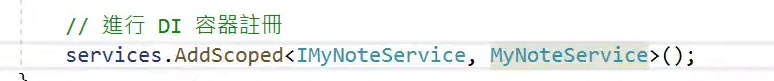 // 進行 DI 容器註冊
services.AddScoped<IMyNoteService, MyNoteService>();
}